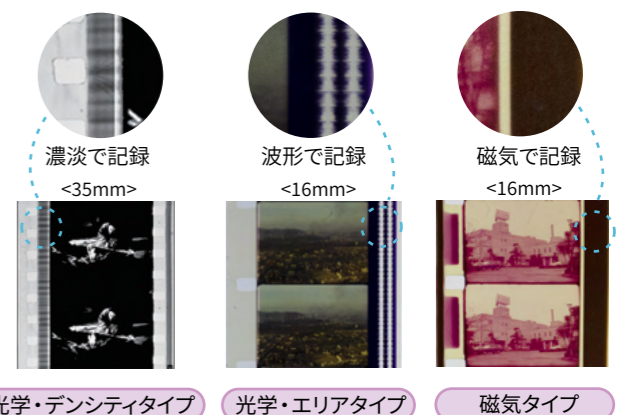 濃淡で記録
波形で記録
磁気で記録
<35mm>
<16mm>
<16mm>
光学・デンシティタイプ
光学・エリアタイプ
磁気タイプ